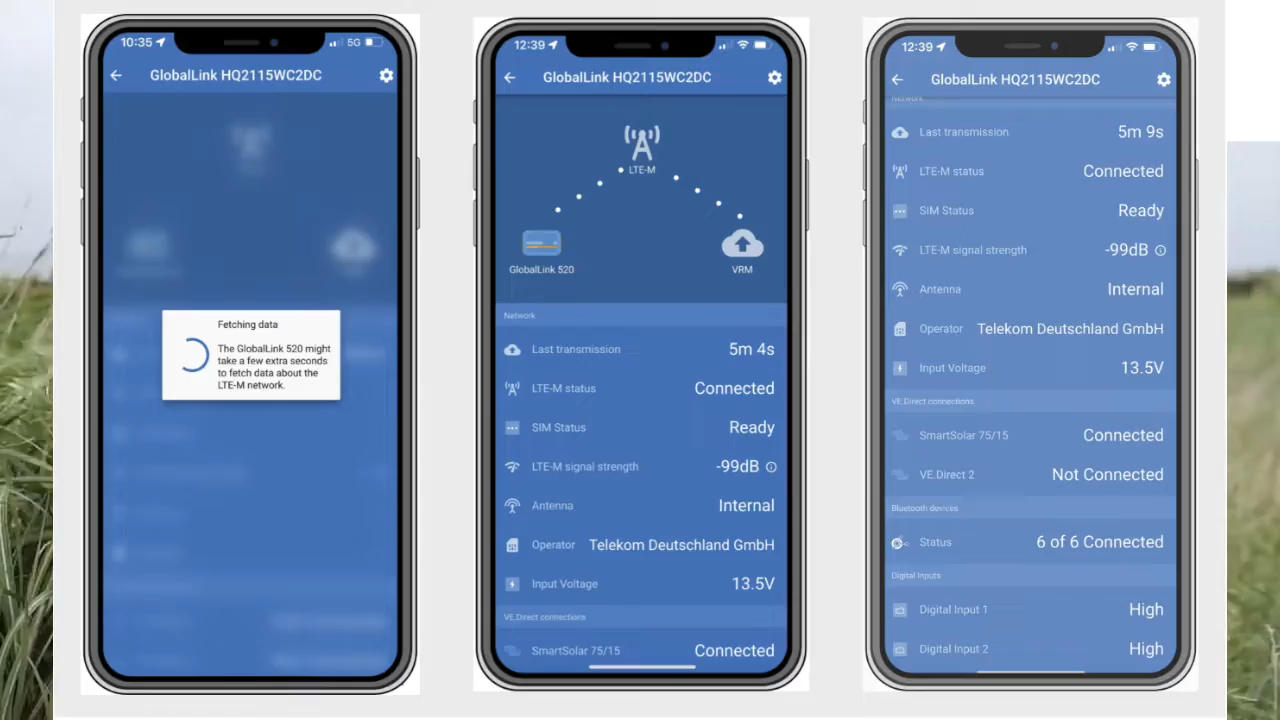 10:35
5G
GlobalLink HQ2115WC2DC
Fetching data
The GlobalLink 520 might
take a few extra seconds
to fetch data about the
LTE-M network.
12:39
GlobalLink HQ2115WC2DC
LTE-M
GlobalLink 520
VRM
Network
Last transmission 5m 4s
LTE-M status Connected
SIM Status Ready
LTE-M signal strength -99dB
Antenna Internal
Operator Telekom Deutschland GmbH
Input Voltage 13.5V
VE.Direct connections
SmartSolar 75/15 Connected
12:39
GlobalLink HQ2115WC2DC
Network
Last transmission 5m 9s
LTE-M status Connected
SIM Status Ready
LTE-M signal strength -99dB
Antenna Internal
Operator Telekom Deutschland GmbH
Input Voltage 13.5V
VE.Direct connections
SmartSolar 75/15 Connected
VE.Direct 2 Not Connected
Bluetooth devices
Status 6 of 6 Connected
Digital Inputs
Digital Input 1 High
Digital Input 2 High